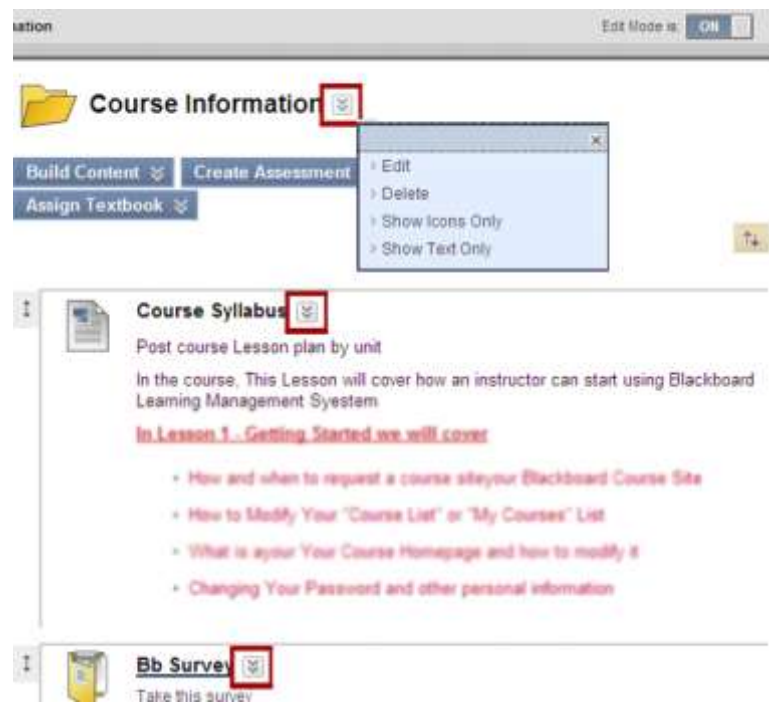 mation
Edit Mode is: ON
Course Information
Build Content Create Assessment
Assign Textbook
Edit
Delete
Show Icons Only
Show Text Only
Course Syllabus
Post course Lesson plan by unit
In the course, This Lesson will cover how an instructor can start using Blackboard
Learning Management Syestem
In Lesson 1 - Getting Started we will cover
How and when to request a course siteyour Blackboard Course Site
How to Modify Your "Course List" or "My Courses" List
What is ayour Your Course Homepage and how to modify it
Changing Your Password and other personal information
Bb Survey
Take this survey